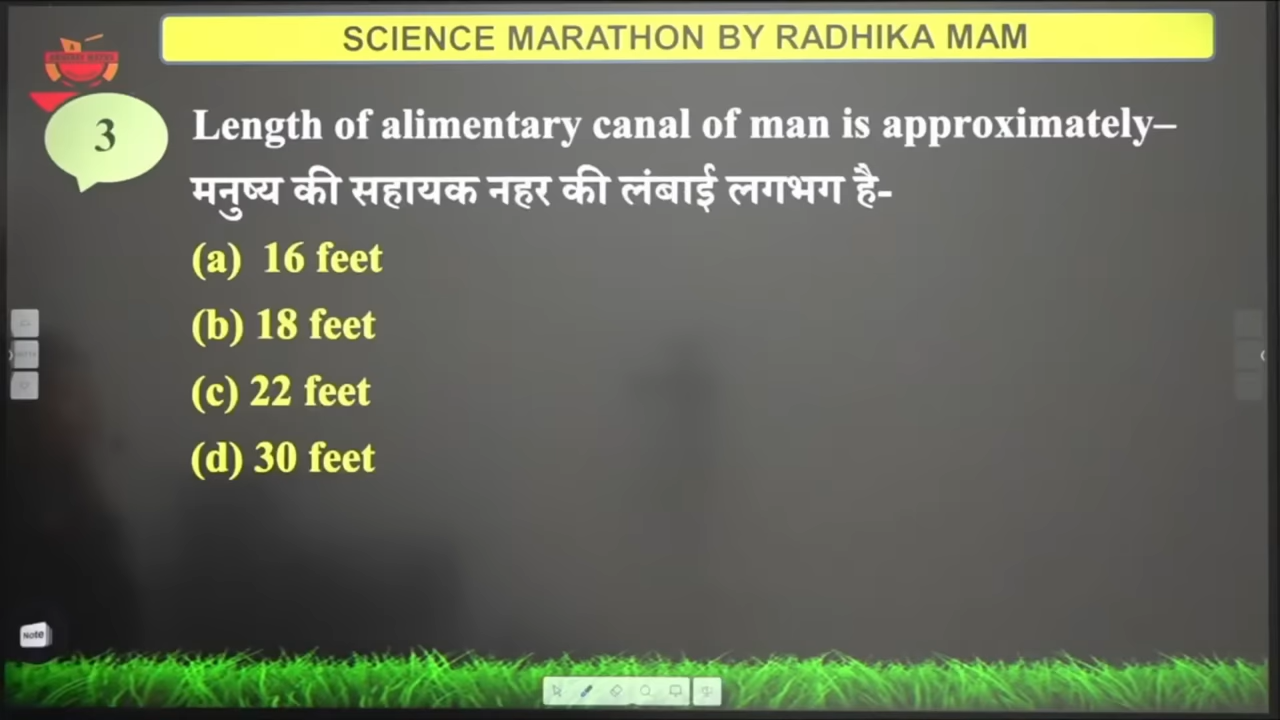 SCIENCE MARATHON BY RADHIKA MAM
3
Length of alimentary canal of man is approximately–
मनुष्य की सहायक नहर की लंबाई लगभग है-
(a) 16 feet
(b) 18 feet
(c) 22 feet
(d) 30 feet
Note